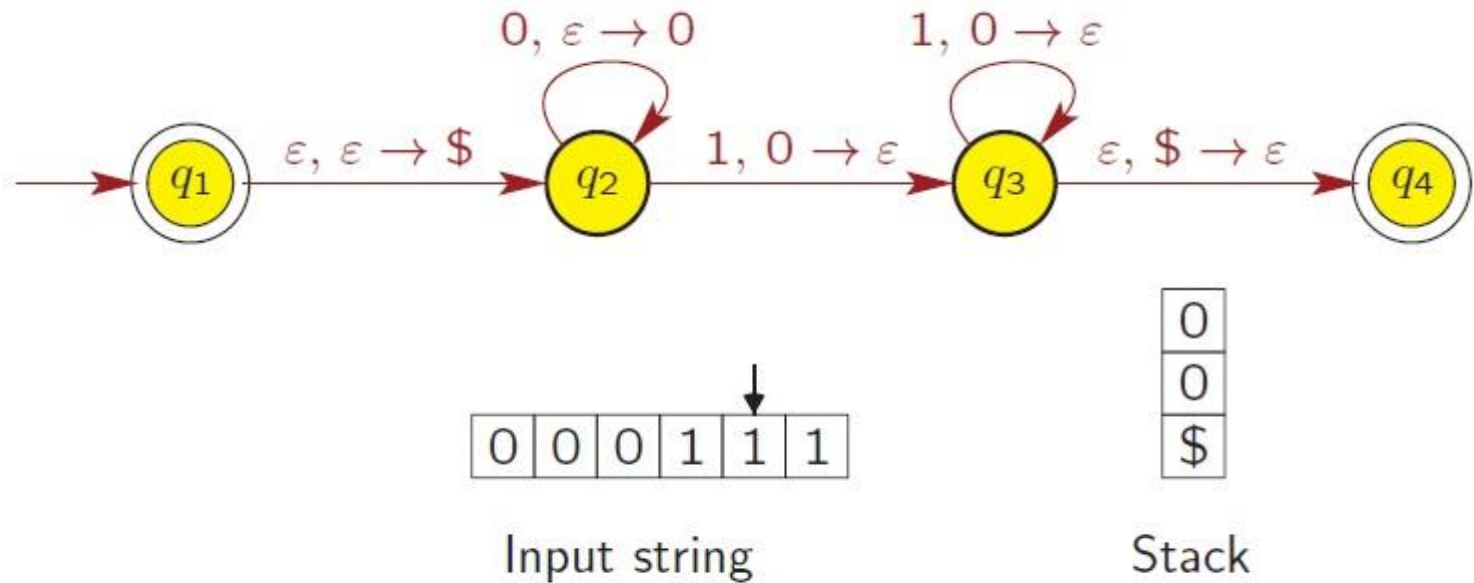 0, ε → 0 1, 0 → ε
q1 ε, ε → $ q2 1, 0 → ε q3 ε, $ → ε q4
0
0
0 0 0 1 1 1 $
Input string Stack